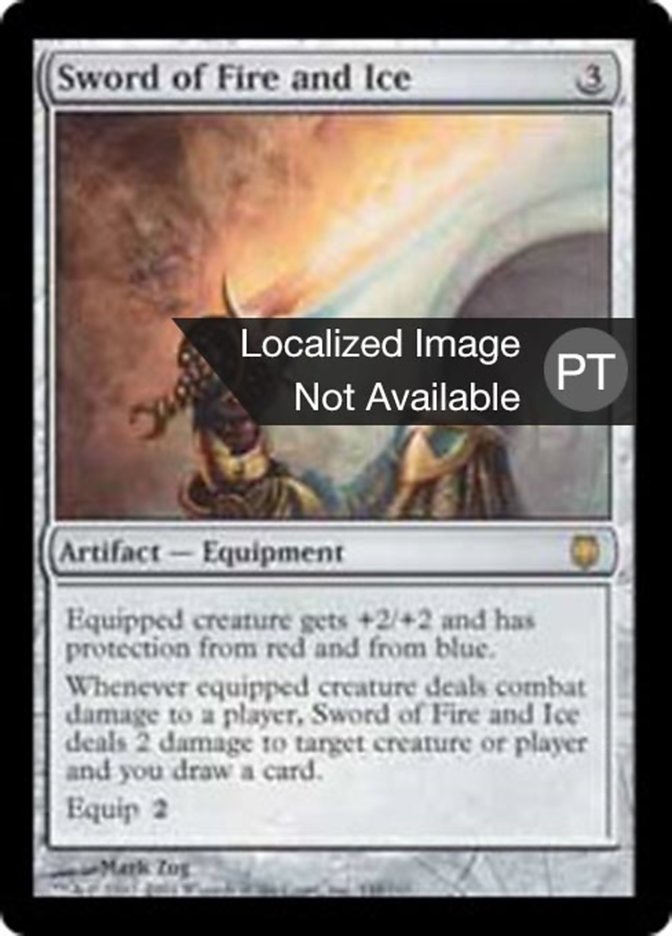 Sword of Fire and Ice 3
Localized Image
Not Available
PT
Artifact — Equipment
Equipped creature gets +2/+2 and has
protection from red and from blue.
Whenever equipped creature deals combat
damage to a player, Sword of Fire and Ice
deals 2 damage to target creature or player
and you draw a card.
Equip 2
Mark Zug